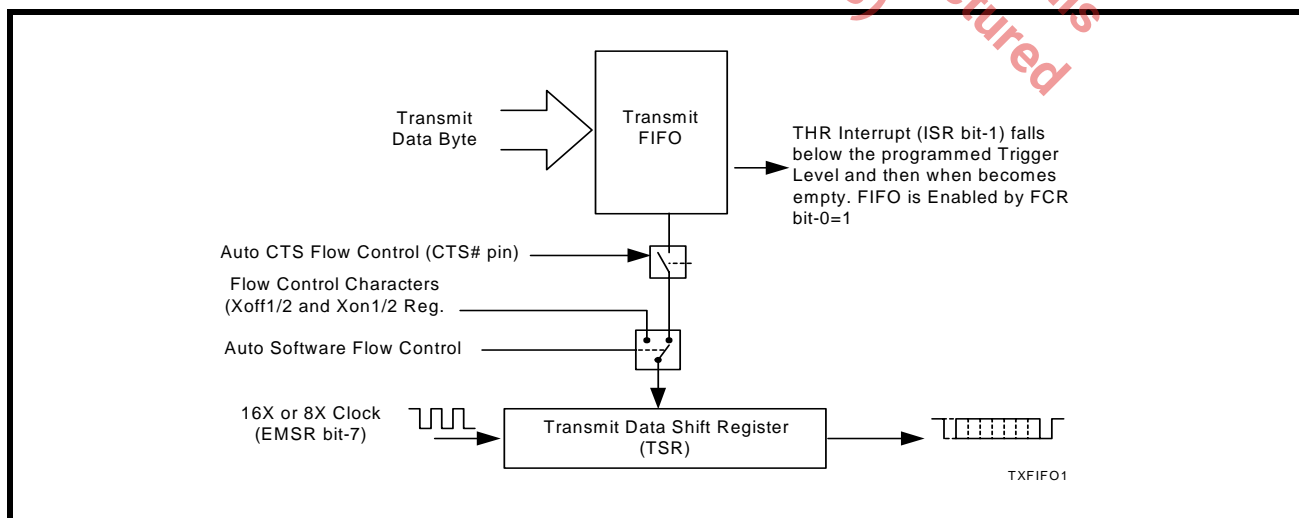 Transmit
Data Byte
Transmit
FIFO
THR Interrupt (ISR bit-1) falls
below the programmed Trigger
Level and then when becomes
empty. FIFO is Enabled by FCR
bit-0=1
Auto CTS Flow Control (CTS# pin)
Flow Control Characters
(Xoff1/2 and Xon1/2 Reg.
Auto Software Flow Control
16X or 8X Clock
(EMSR bit-7)
Transmit Data Shift Register
(TSR)
TXFIFO1